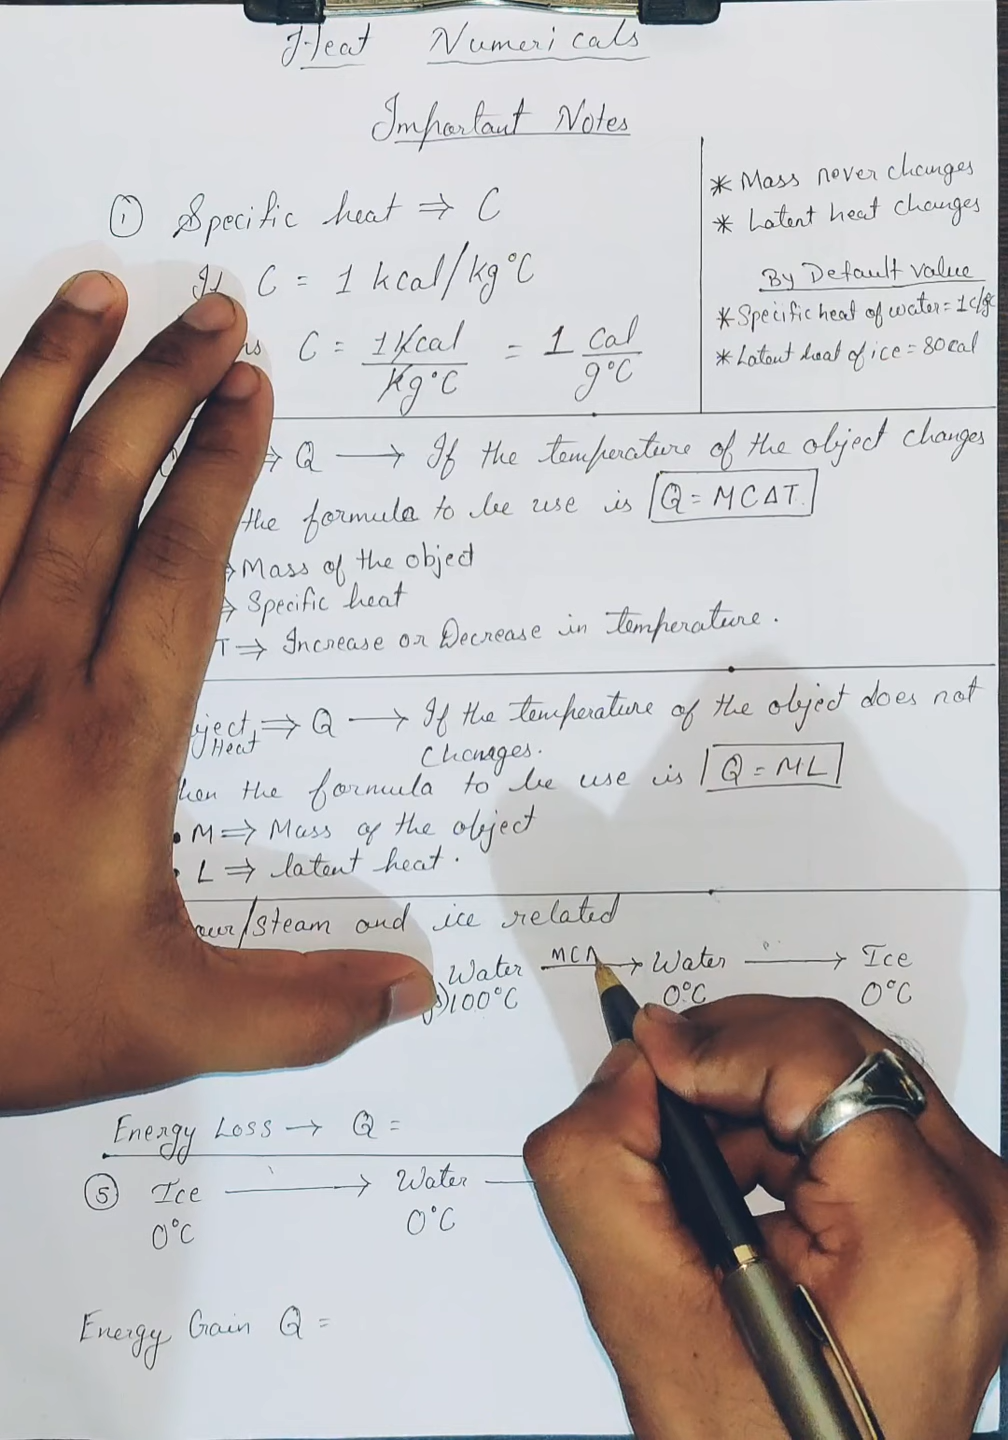 Heat Numericals
Important Notes
① Specific heat ⇒ C
If C = 1 kcal/kg°C
C = 1Kcal/Kg°C = 1 Cal/g°C
* Mass never changes
* Latent heat changes
By Default value
* Specific heat of water = 1c/g
* Latent heat of ice = 80cal
⇒ Q → If the temperature of the object changes
the formula to be use is Q = MCΔT.
⇒ Mass of the object
⇒ Specific heat
T ⇒ Increase or Decrease in temperature.
⇒ Q → If the temperature of the object does not
Heat changes.
the formula to be use is Q = ML
• M ⇒ Mass of the object
• L ⇒ latent heat.
/Steam and ice related
Water MC → Water → Ice
100°C 0°C 0°C
Energy Loss → Q =
⑤ Ice → Water
0°C 0°C
Energy Gain Q =